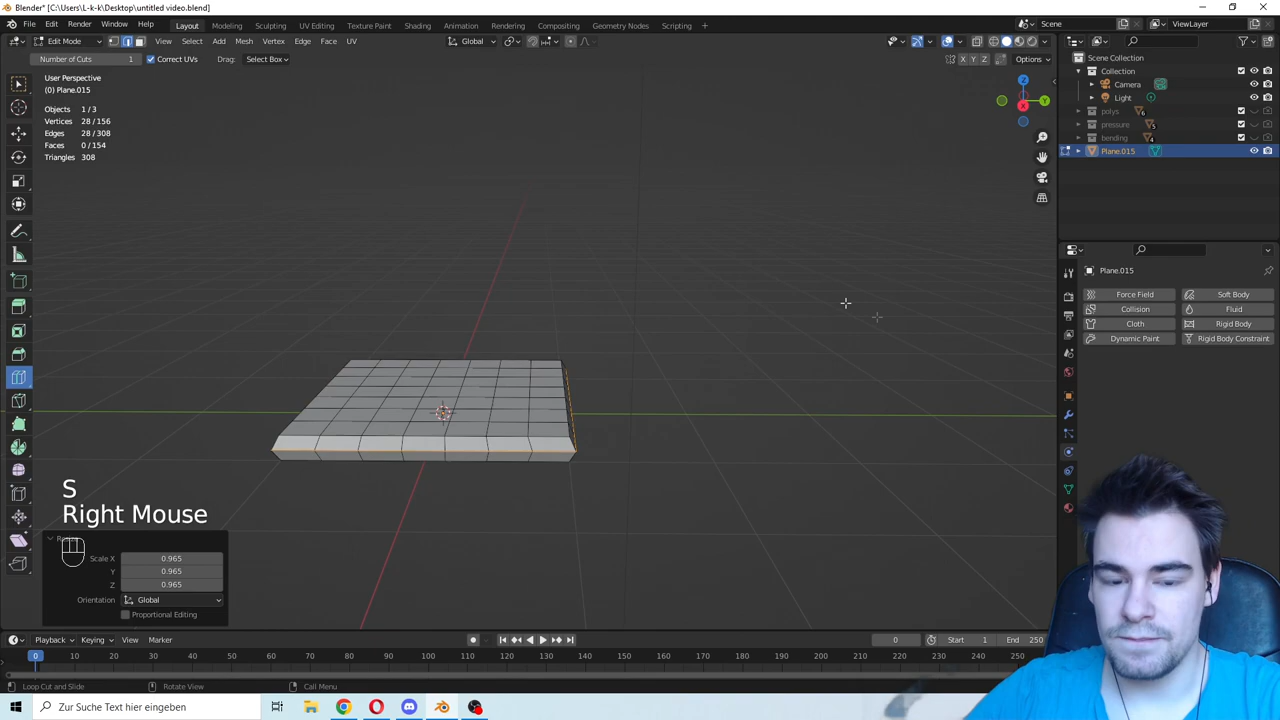 Blender* [C:\Users\L-k-k\Desktop\untitled video.blend]
File Edit Render Window Help Layout Modeling Sculpting UV Editing Texture Paint Shading Animation Rendering Compositing Geometry Nodes Scripting + Scene ViewLayer
Edit Mode View Select Add Mesh Vertex Edge Face UV Global
Number of Cuts 1 Correct UVs Drag: Select Box X Y Z Options
User Perspective
(0) Plane.015
Objects 1/3
Vertices 28/156
Edges 28/308
Faces 0/154
Triangles 308
Z
Y
X
Scene Collection
Collection
Camera
Light
polys 6
pressure 5
bending 4
Plane.015
Plane.015
Force Field Soft Body
Collision Fluid
Cloth Rigid Body
Dynamic Paint Rigid Body Constraint
S
Right Mouse
Scale X 0.965
Y 0.965
Z 0.965
Orientation Global
Proportional Editing
Playback Keying View Marker 0 Start 1 End 250
0 10 20 30 40 50 60 70 80 90 100 110 120 130 140 150 160 170 180 190 200 210 220 230 240 250
Loop Cut and Slide Rotate View Call Menu
Zur Suche Text hier eingeben